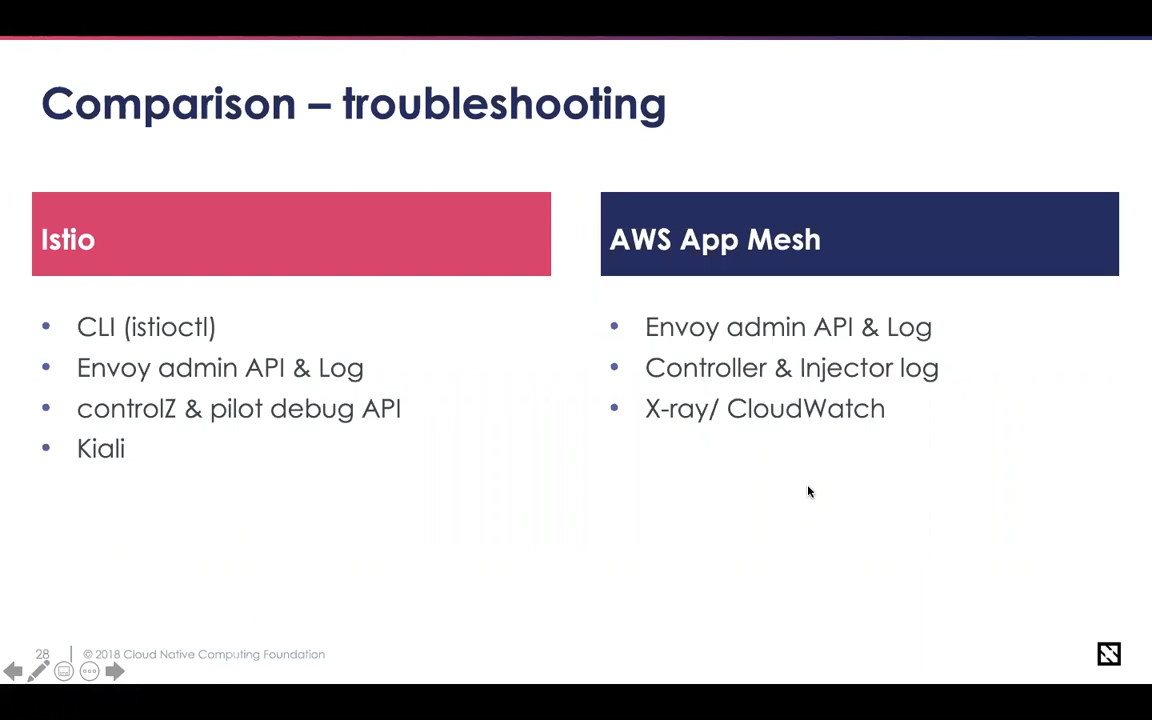 Comparison – troubleshooting
Istio
CLI (istioctl)
Envoy admin API & Log
controlZ & pilot debug API
Kiali
AWS App Mesh
Envoy admin API & Log
Controller & Injector log
X-ray/ CloudWatch
28
© 2018 Cloud Native Computing Foundation